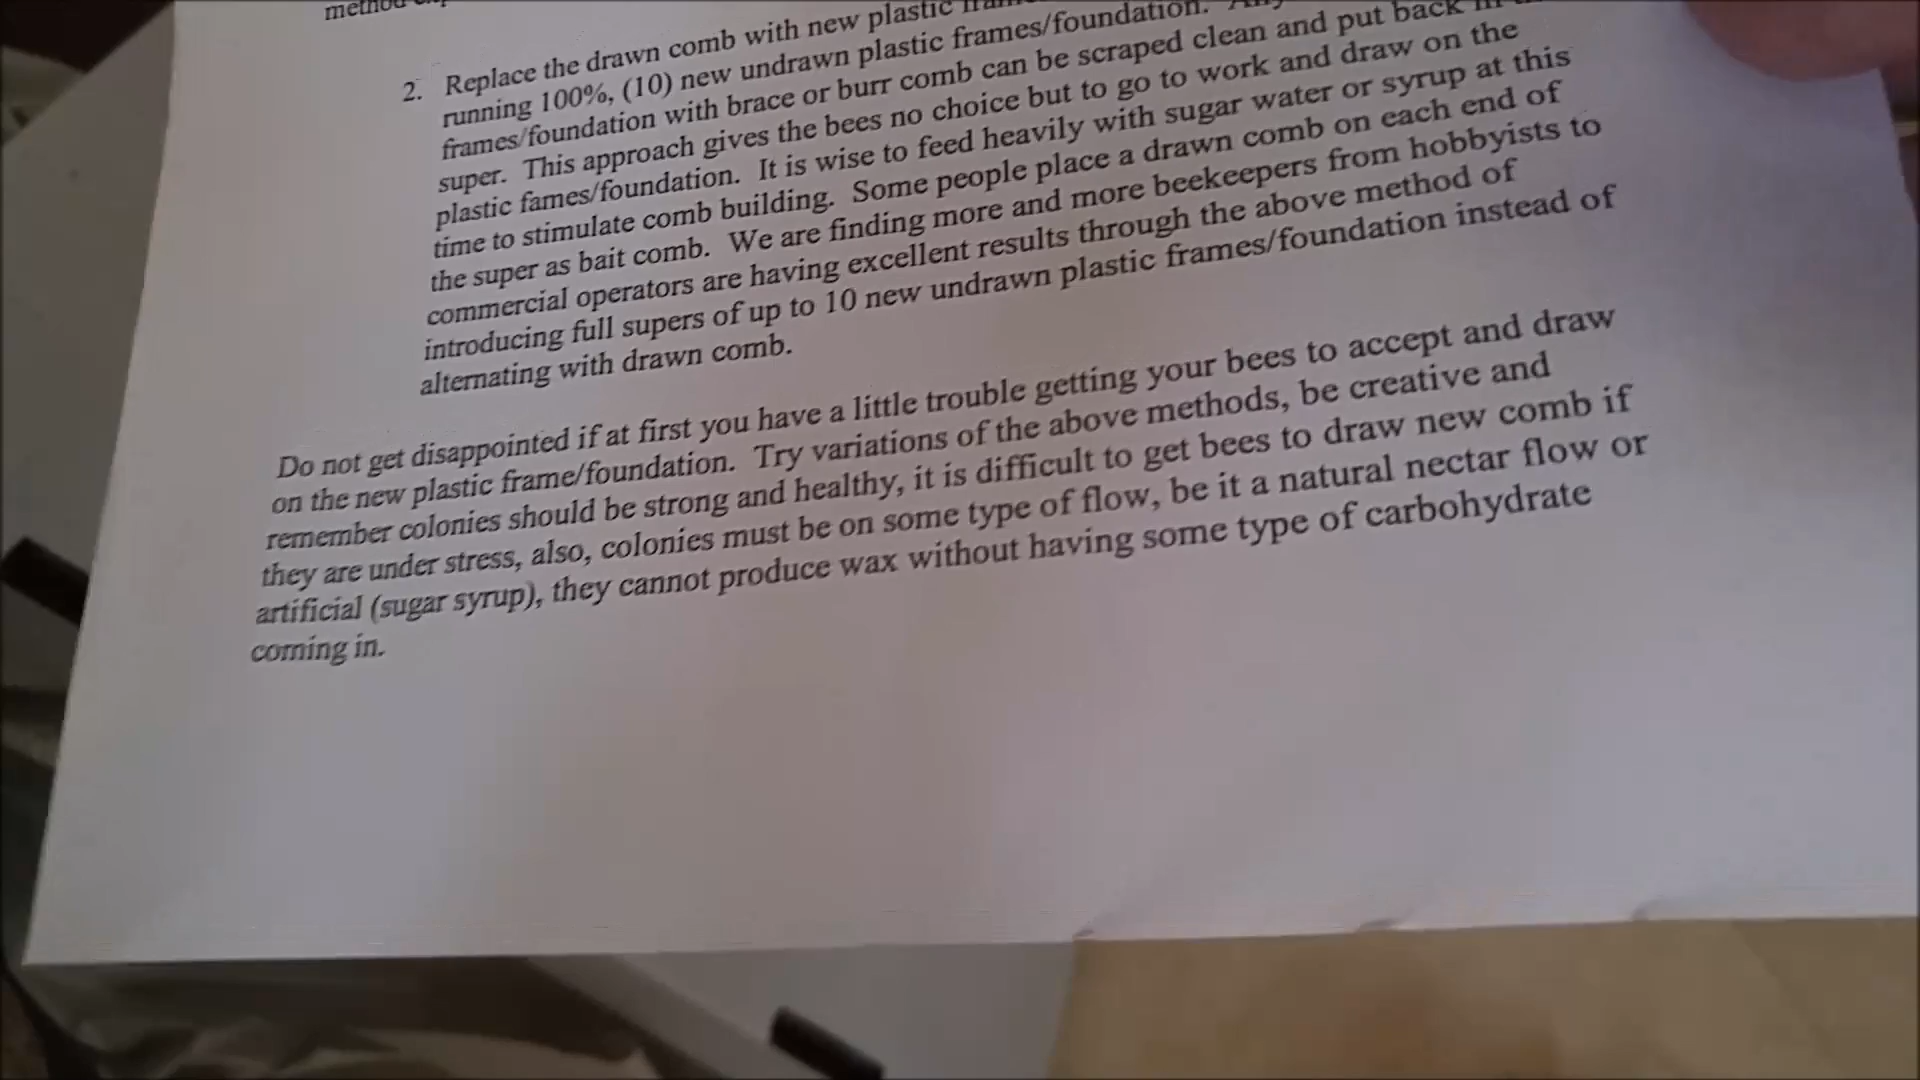 2. Replace the drawn comb with new plastic
running 100%, (10) new undrawn plastic frames/foundation.
frames/foundation with brace or burr comb can be scraped clean and put back
super. This approach gives the bees no choice but to go to work and draw on the
plastic fames/foundation. It is wise to feed heavily with sugar water or syrup at this
time to stimulate comb building. Some people place a drawn comb on each end of
the super as bait comb. We are finding more and more beekeepers from hobbyists to
commercial operators are having excellent results through the above method of
introducing full supers of up to 10 new undrawn plastic frames/foundation instead of
alternating with drawn comb.
Do not get disappointed if at first you have a little trouble getting your bees to accept and draw
on the new plastic frame/foundation. Try variations of the above methods, be creative and
remember colonies should be strong and healthy, it is difficult to get bees to draw new comb if
they are under stress, also, colonies must be on some type of flow, be it a natural nectar flow or
artificial (sugar syrup), they cannot produce wax without having some type of carbohydrate
coming in.